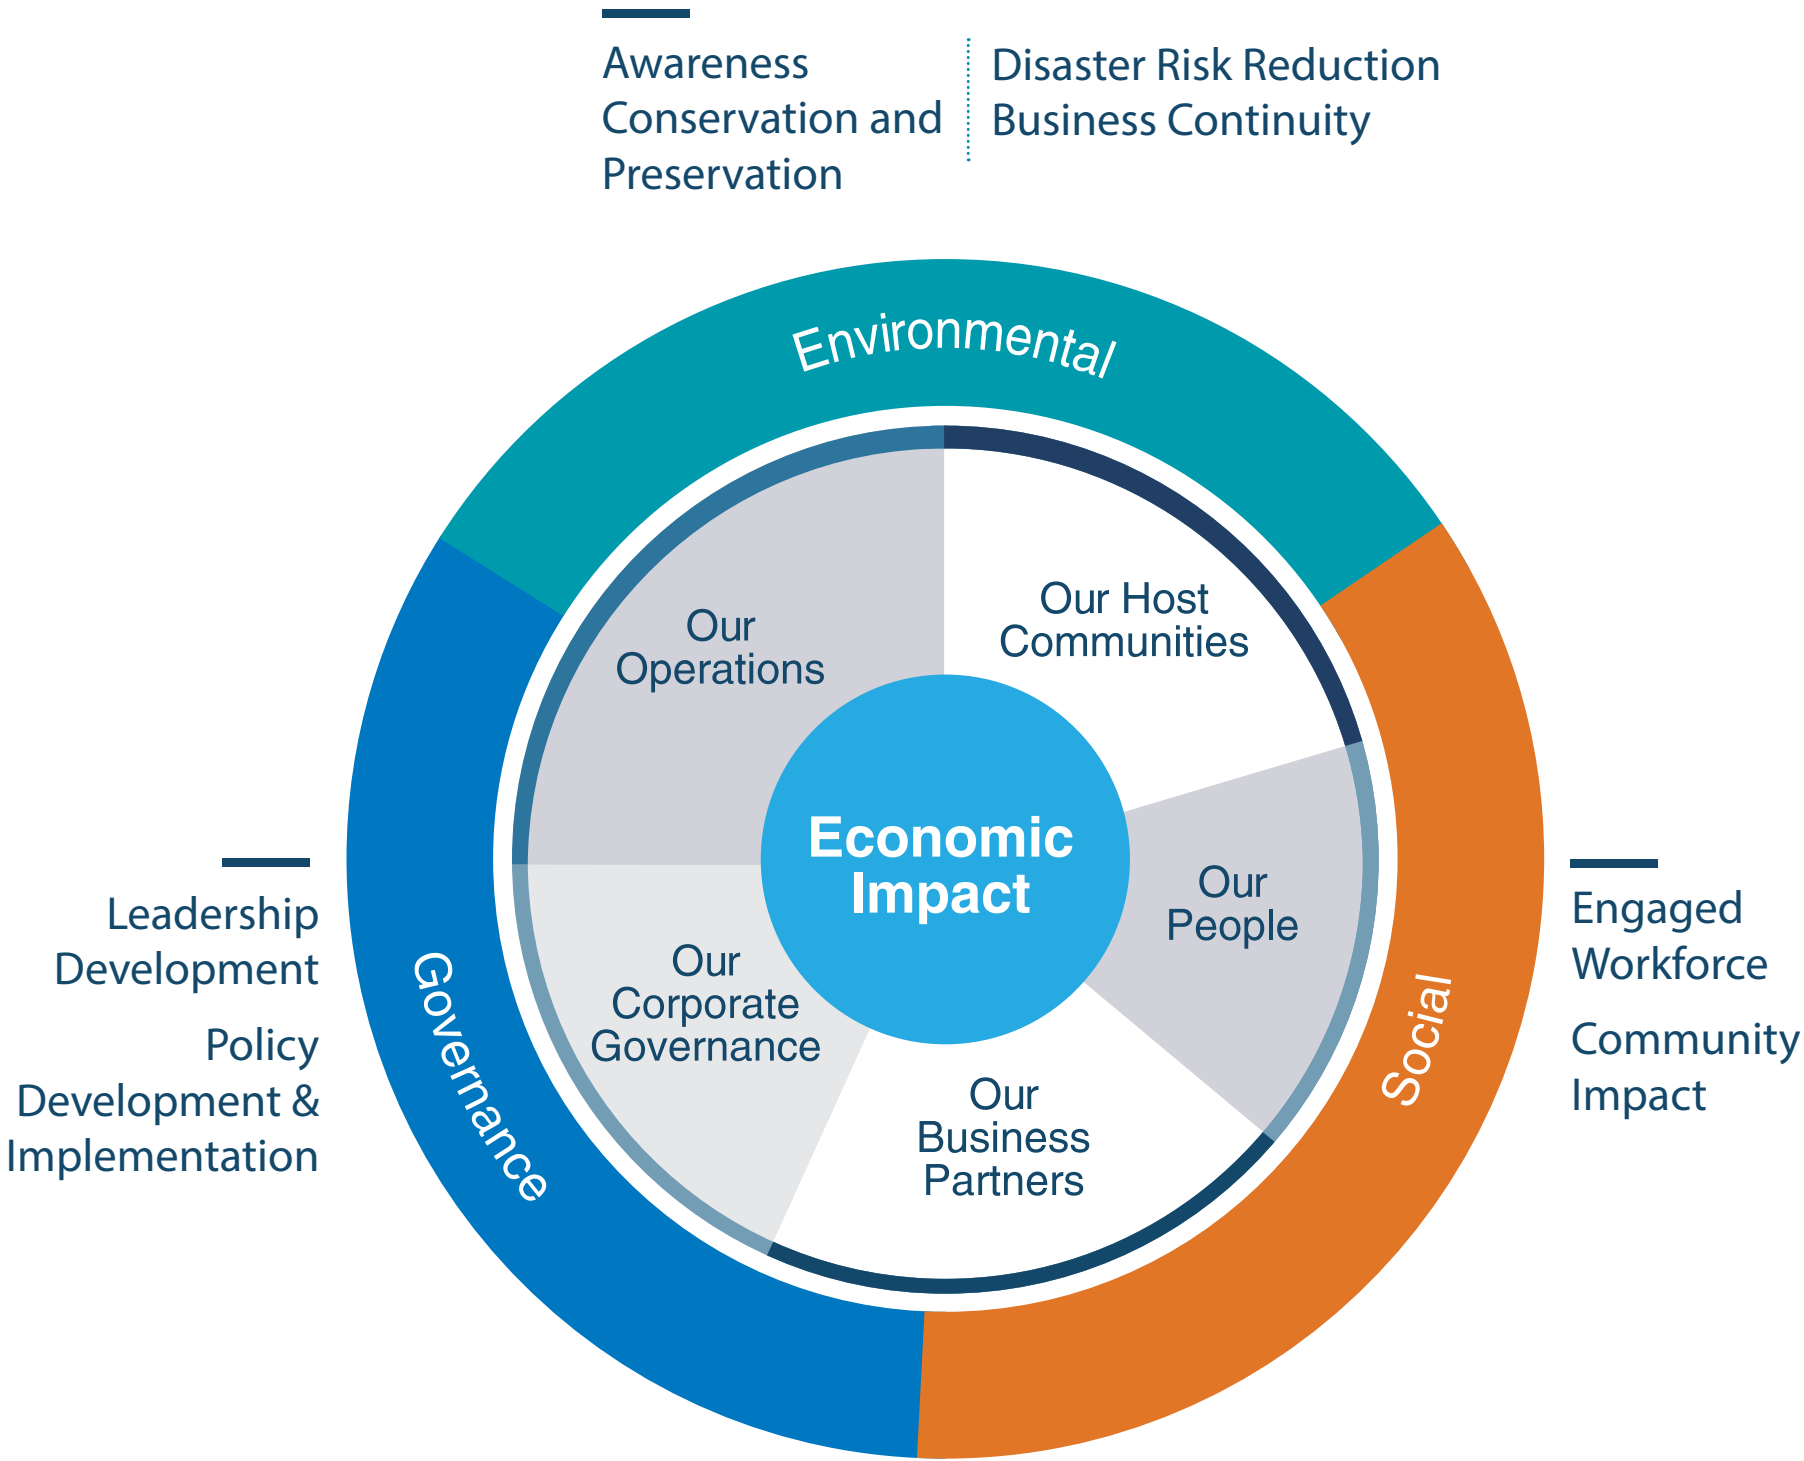 Awareness
Conservation and
Preservation
Disaster Risk Reduction
Business Continuity
Environmental
Our Host
Communities
Our
Operations
Economic
Impact
Our
People
Our
Corporate
Governance
Our
Business
Partners
Governance
Social
Leadership
Development
Policy
Development &
Implementation
Engaged
Workforce
Community
Impact